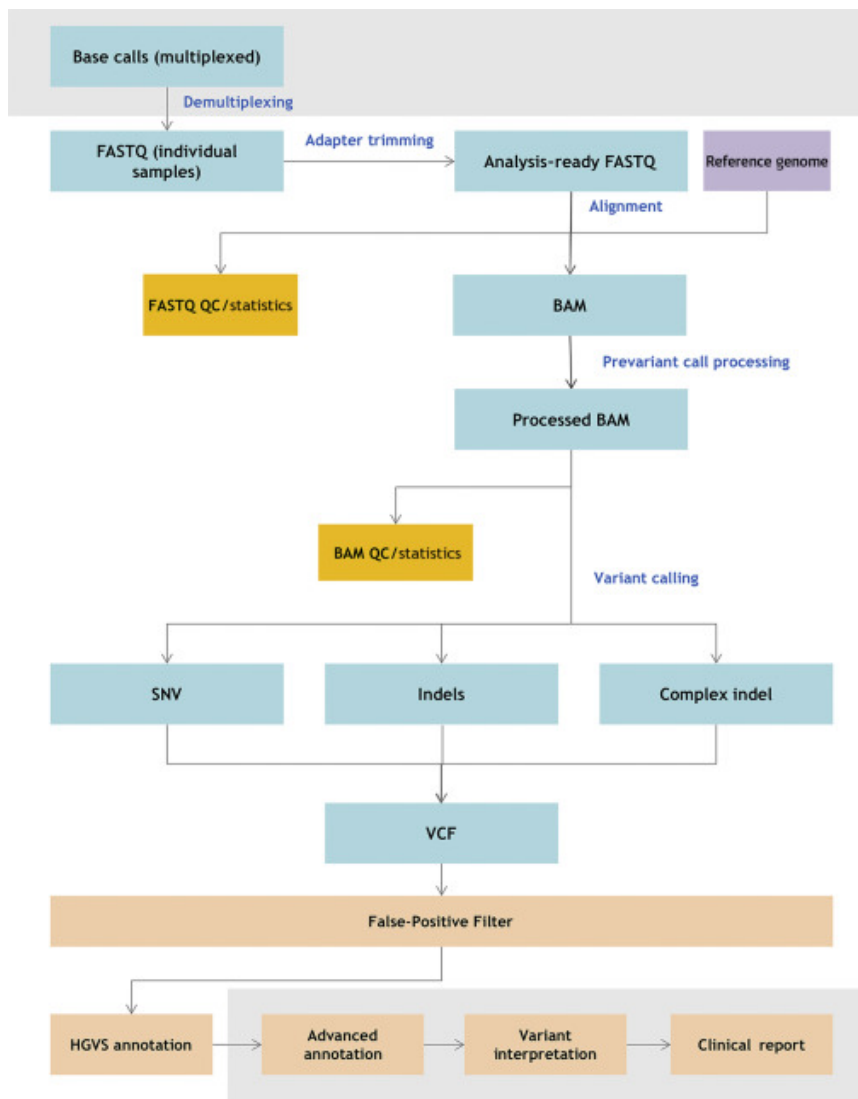 Base calls (multiplexed)
Demultiplexing
FASTQ (individual
samples)
Adapter trimming
Analysis-ready FASTQ
Reference genome
Alignment
FASTQ QC/statistics
BAM
Prevariant call processing
Processed BAM
BAM QC/statistics
Variant calling
SNV
Indels
Complex indel
VCF
False-Positive Filter
HGVS annotation
Advanced
annotation
Variant
interpretation
Clinical report